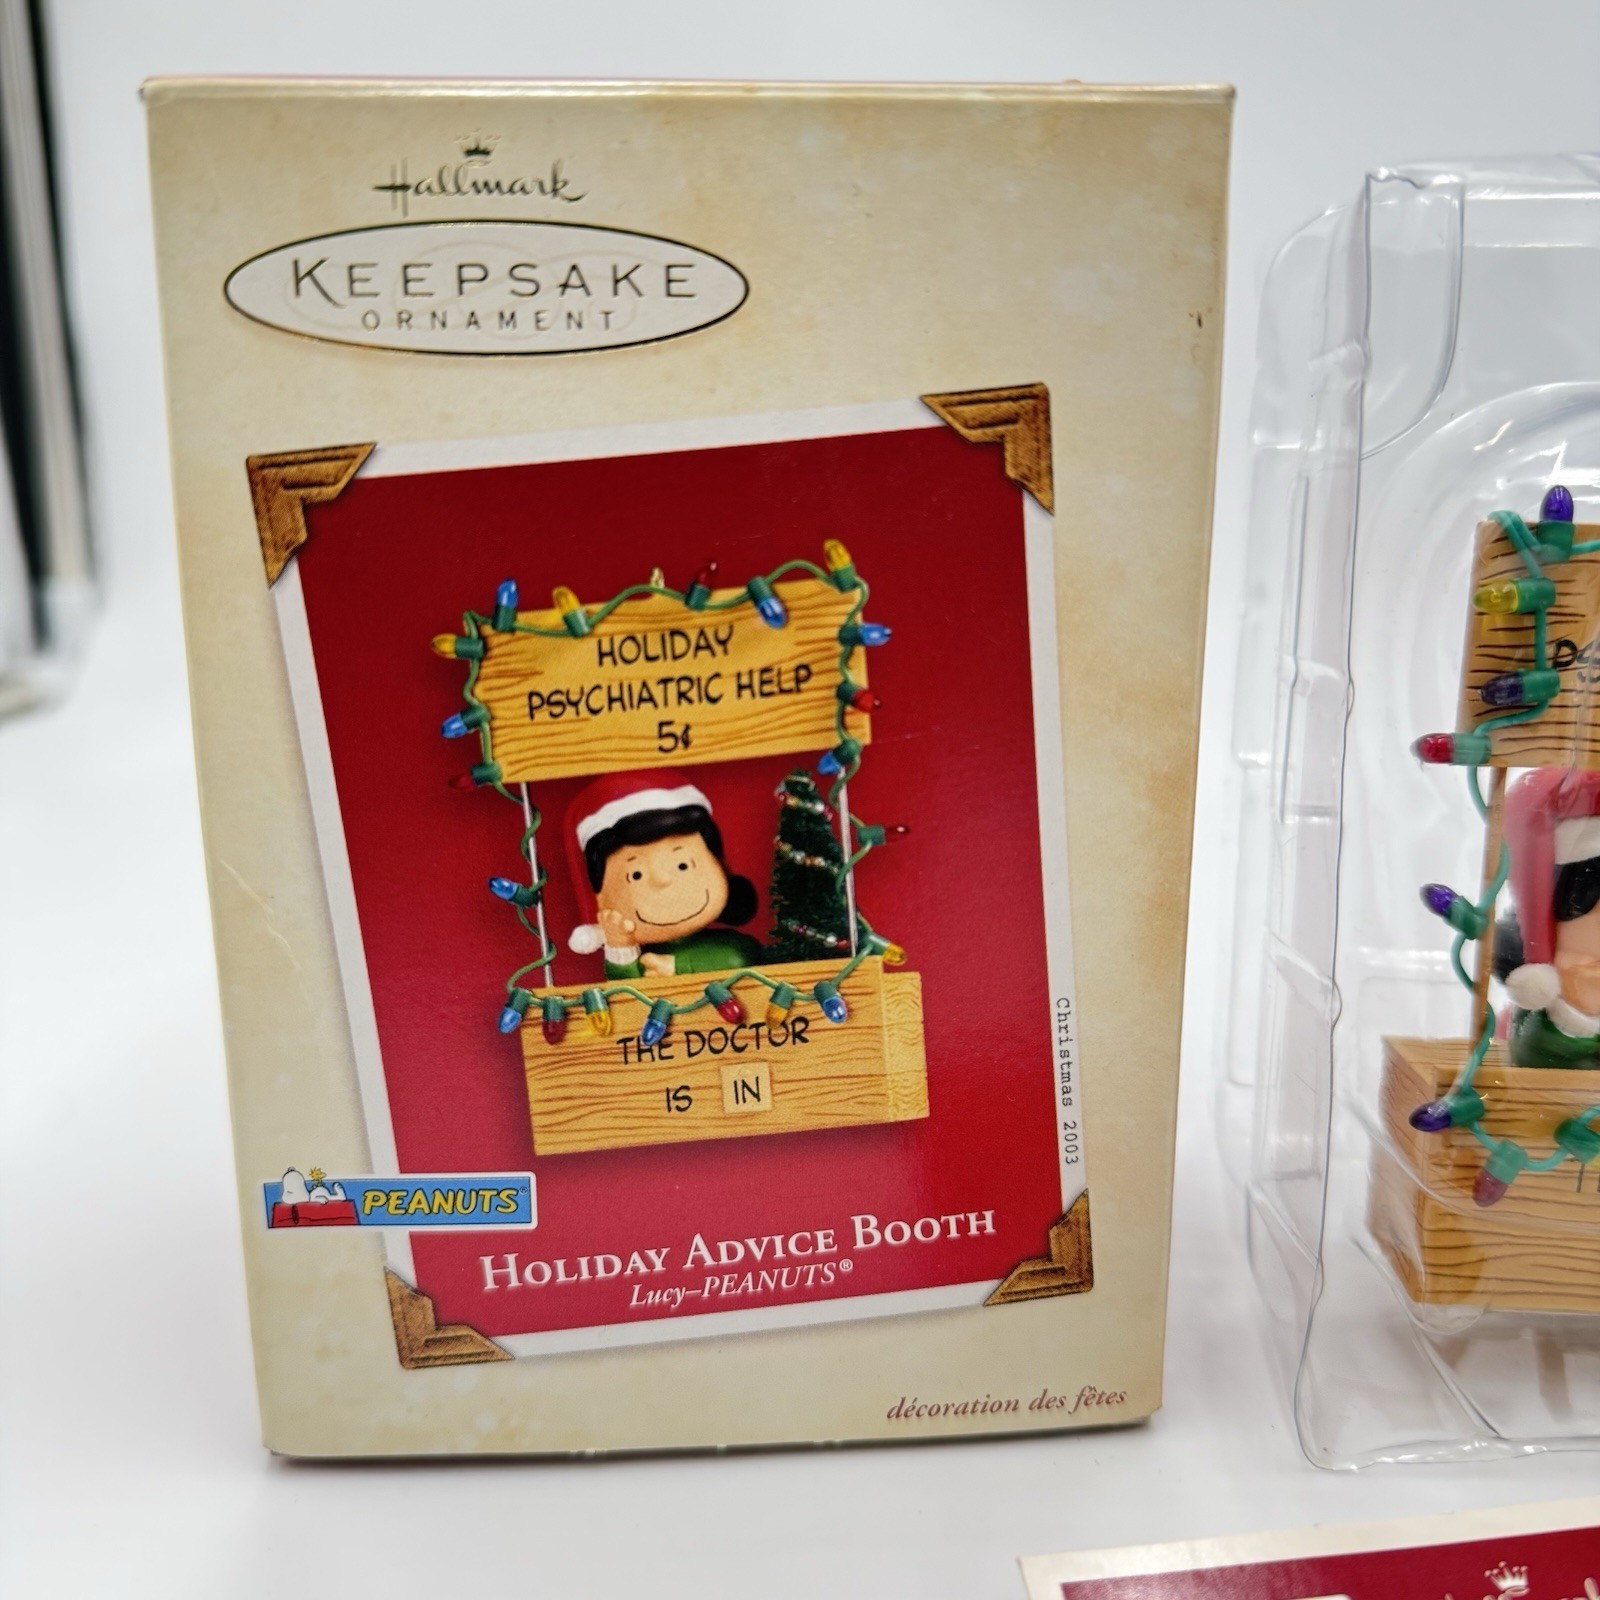 Hallmark
KEEPSAKE
ORNAMENT
HOLIDAY
PSYCHIATRIC HELP
5¢
THE DOCTOR
IS IN
Christmas 2003
PEANUTS®
HOLIDAY ADVICE BOOTH
Lucy–PEANUTS®
décoration des fêtes